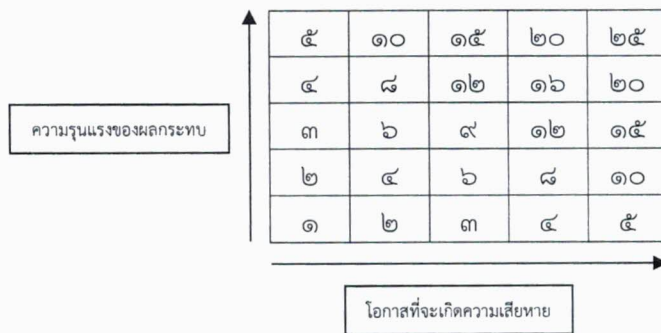 ๕ ๑๐ ๑๕ ๒๐ ๒๕
๔ ๘ ๑๒ ๑๖ ๒๐
ความรุนแรงของผลกระทบ
๓ ๖ ๙ ๑๒ ๑๕
๒ ๔ ๖ ๘ ๑๐
๑ ๒ ๓ ๔ ๕
โอกาสที่จะเกิดความเสียหาย